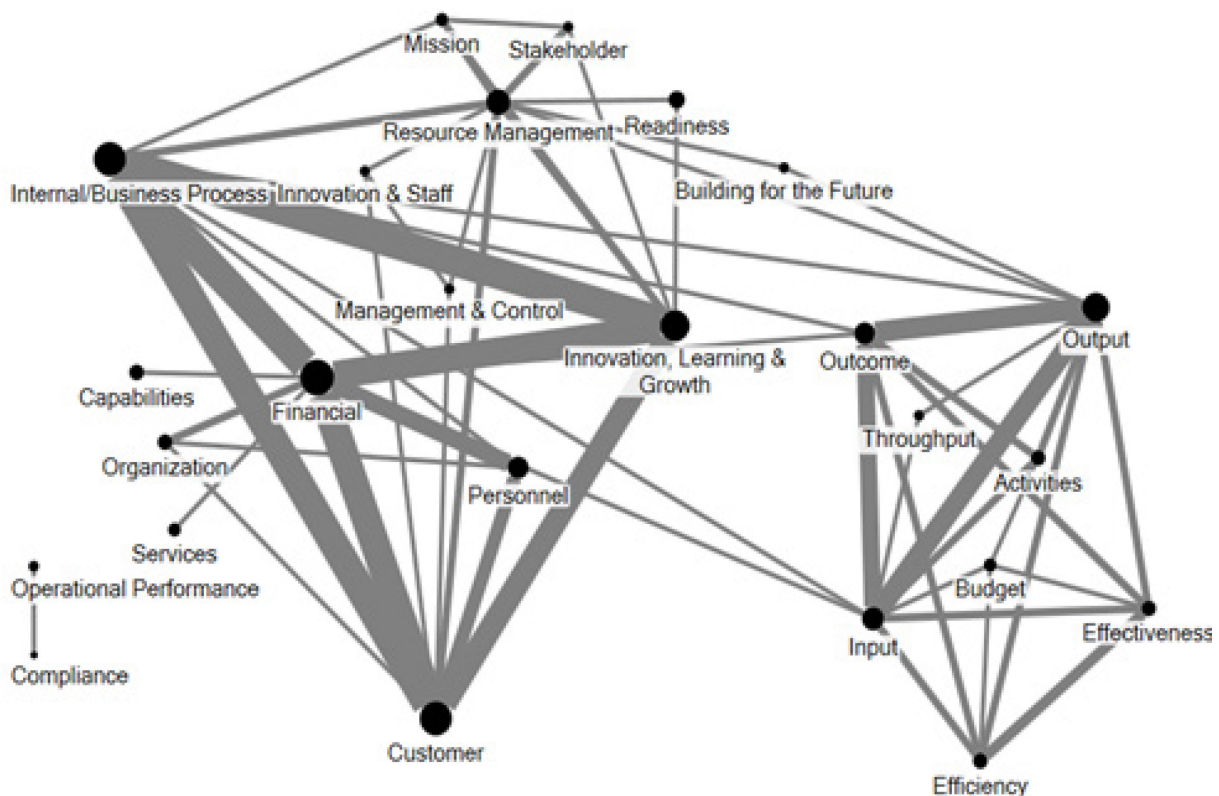 Mission
Stakeholder
Resource Management
Readiness
Internal/Business Process
Innovation & Staff
Building for the Future
Management & Control
Innovation, Learning &
Growth
Outcome
Output
Capabilities
Financial
Throughput
Organization
Personnel
Activities
Services
Operational Performance
Budget
Input
Effectiveness
Compliance
Customer
Efficiency